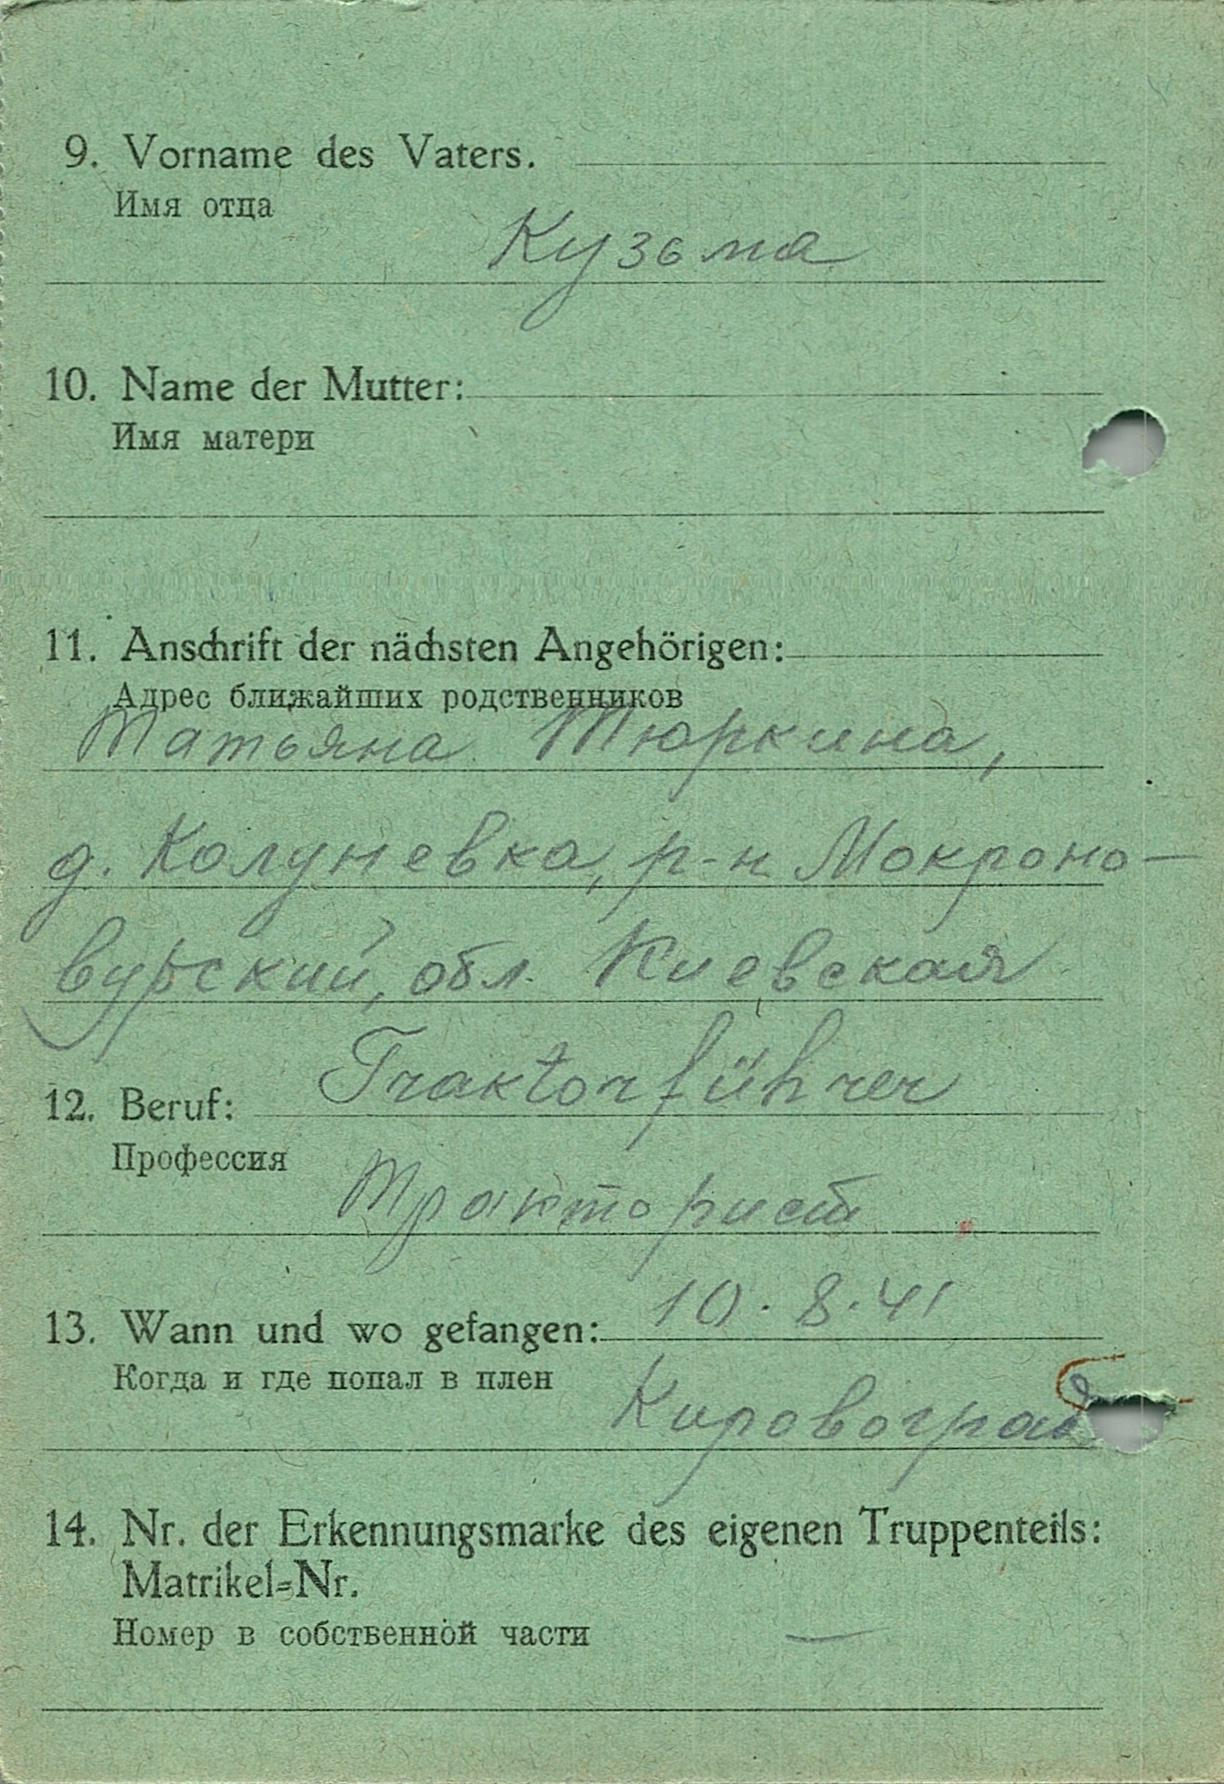 9. Vorname des Vaters.
Имя отца
Кузьма
10. Name der Mutter:
Имя матери
11. Anschrift der nächsten Angehörigen:
Адрес ближайших родственников
Татьяна Тюркина,
д. Колуневка, р-н Мокроно-
вурский, обл. Киевская
12. Beruf: Traktorführer
Профессия
Тракторист
13. Wann und wo gefangen: 10.8.41
Когда и где попал в плен
Кировоград
14. Nr. der Erkennungsmarke des eigenen Truppenteils:
Matrikel=Nr.
Номер в собственной части
—